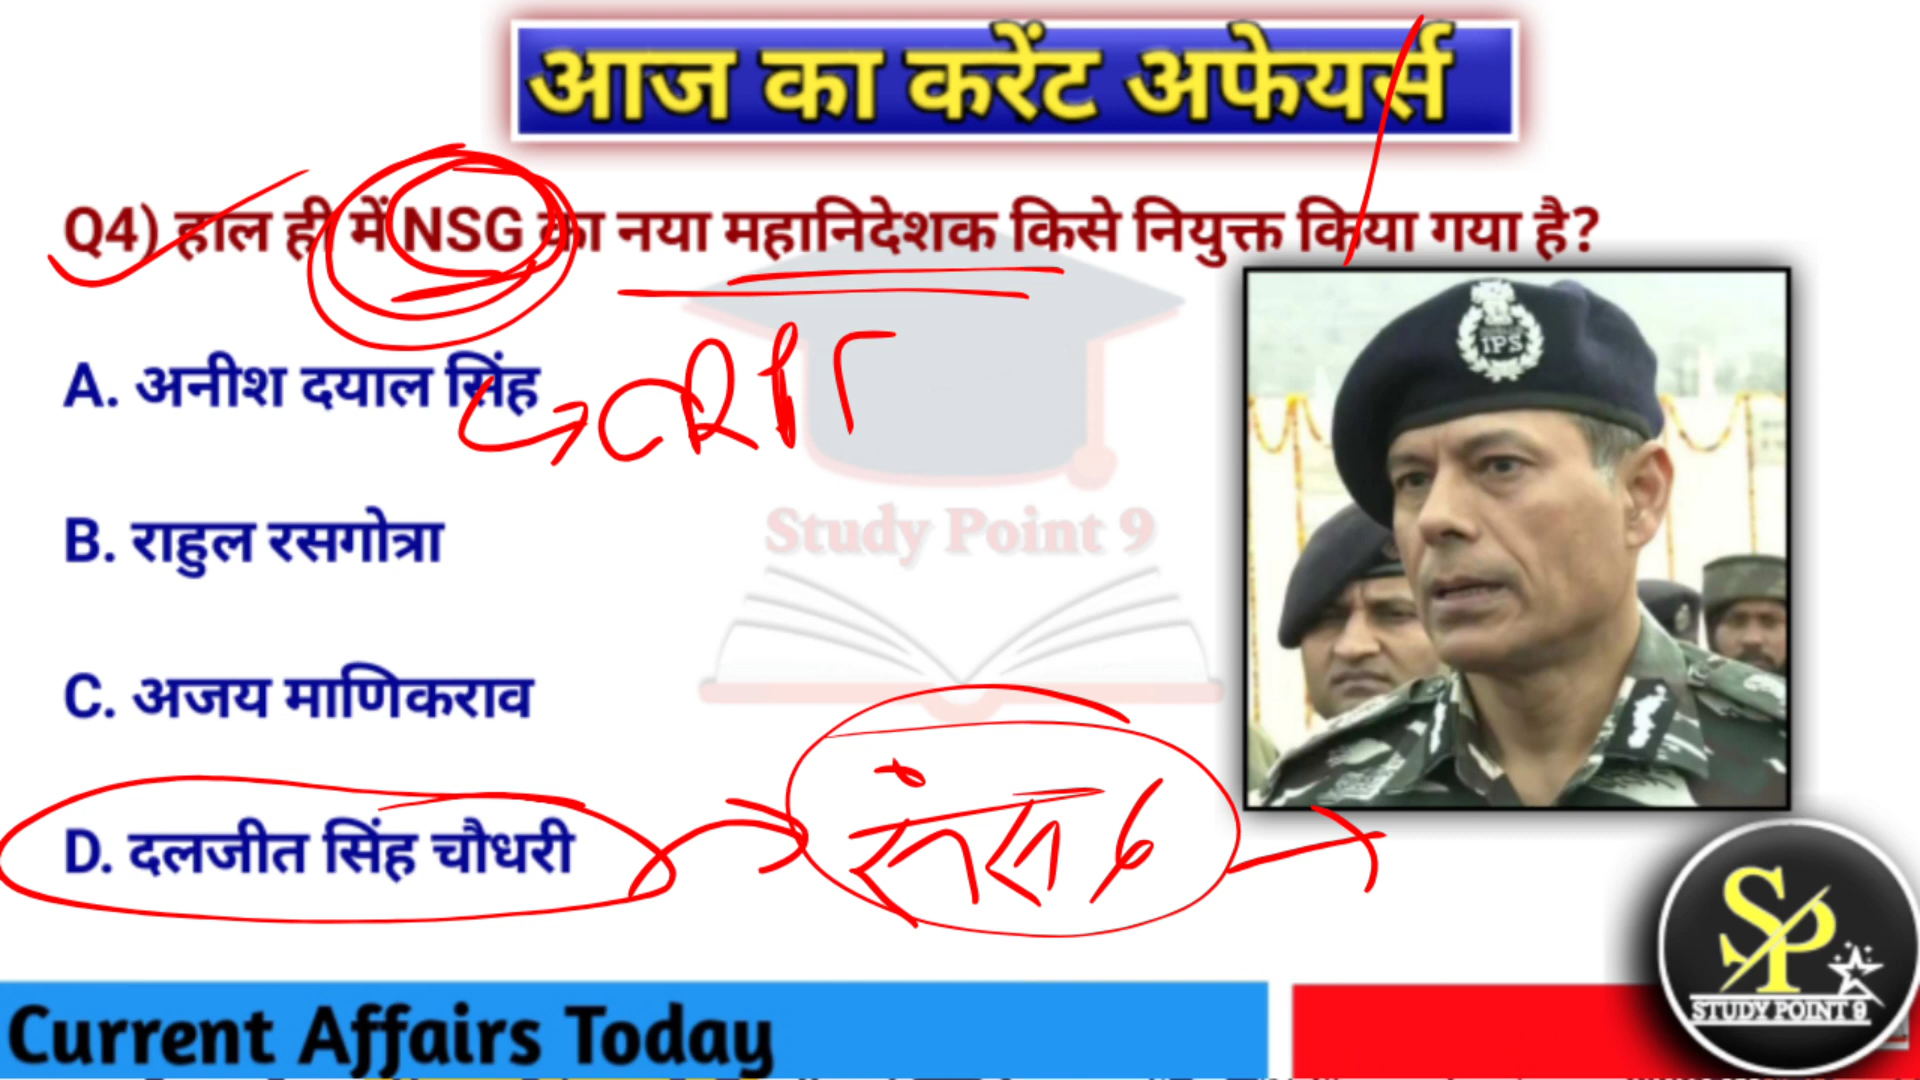 आज का करेंट अफेयर्स
Q4) हाल ही में NSG का नया महानिदेशक किसे नियुक्त किया गया है?
IPS
A. अनीश दयाल सिंह
B. राहुल रसगोत्रा
Study Point 9
C. अजय माणिकराव
D. दलजीत सिंह चौधरी
SP
STUDY POINT 9
Current Affairs Today